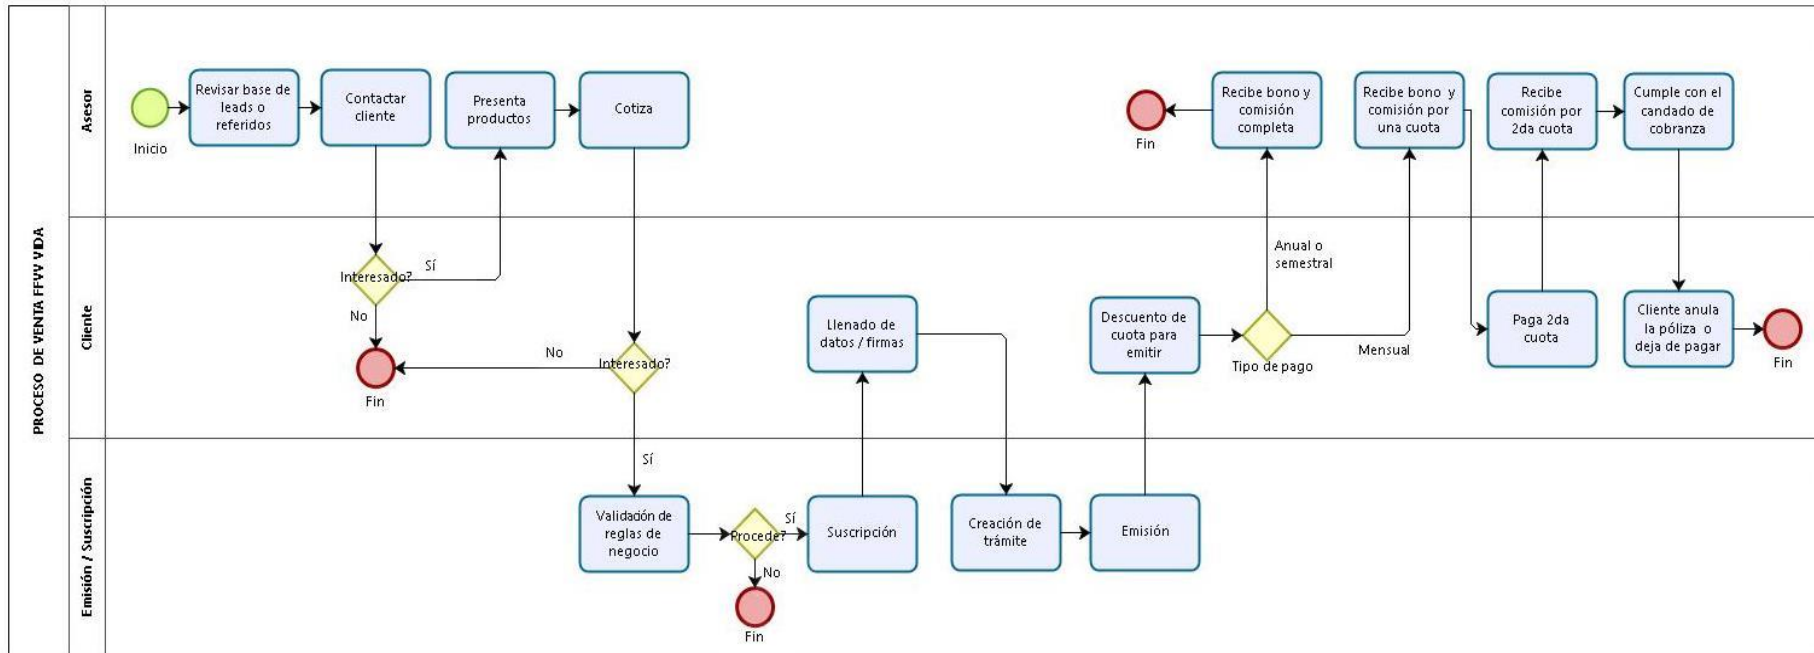 PROCESO DE VENTA FFVV VIDA
Asesor
Inicio
Revisar base de
leads o
referidos
Contactar
cliente
Presenta
productos
Cotiza
Fin
Recibe bono y
comisión
completa
Recibe bono y
comisión por
una cuota
Recibe
comisión por
2da cuota
Cumple con el
candado de
cobranza
Cliente
Interesado?
Sí
No
Fin
Interesado?
No
Sí
Llenado de
datos / firmas
Descuento de
cuota para
emitir
Tipo de pago
Anual o
semestral
Mensual
Paga 2da
cuota
Cliente anula
la póliza o
deja de pagar
Fin
Emisión / Suscripción
Validación de
reglas de
negocio
Procede?
Sí
No
Fin
Suscripción
Creación de
trámite
Emisión